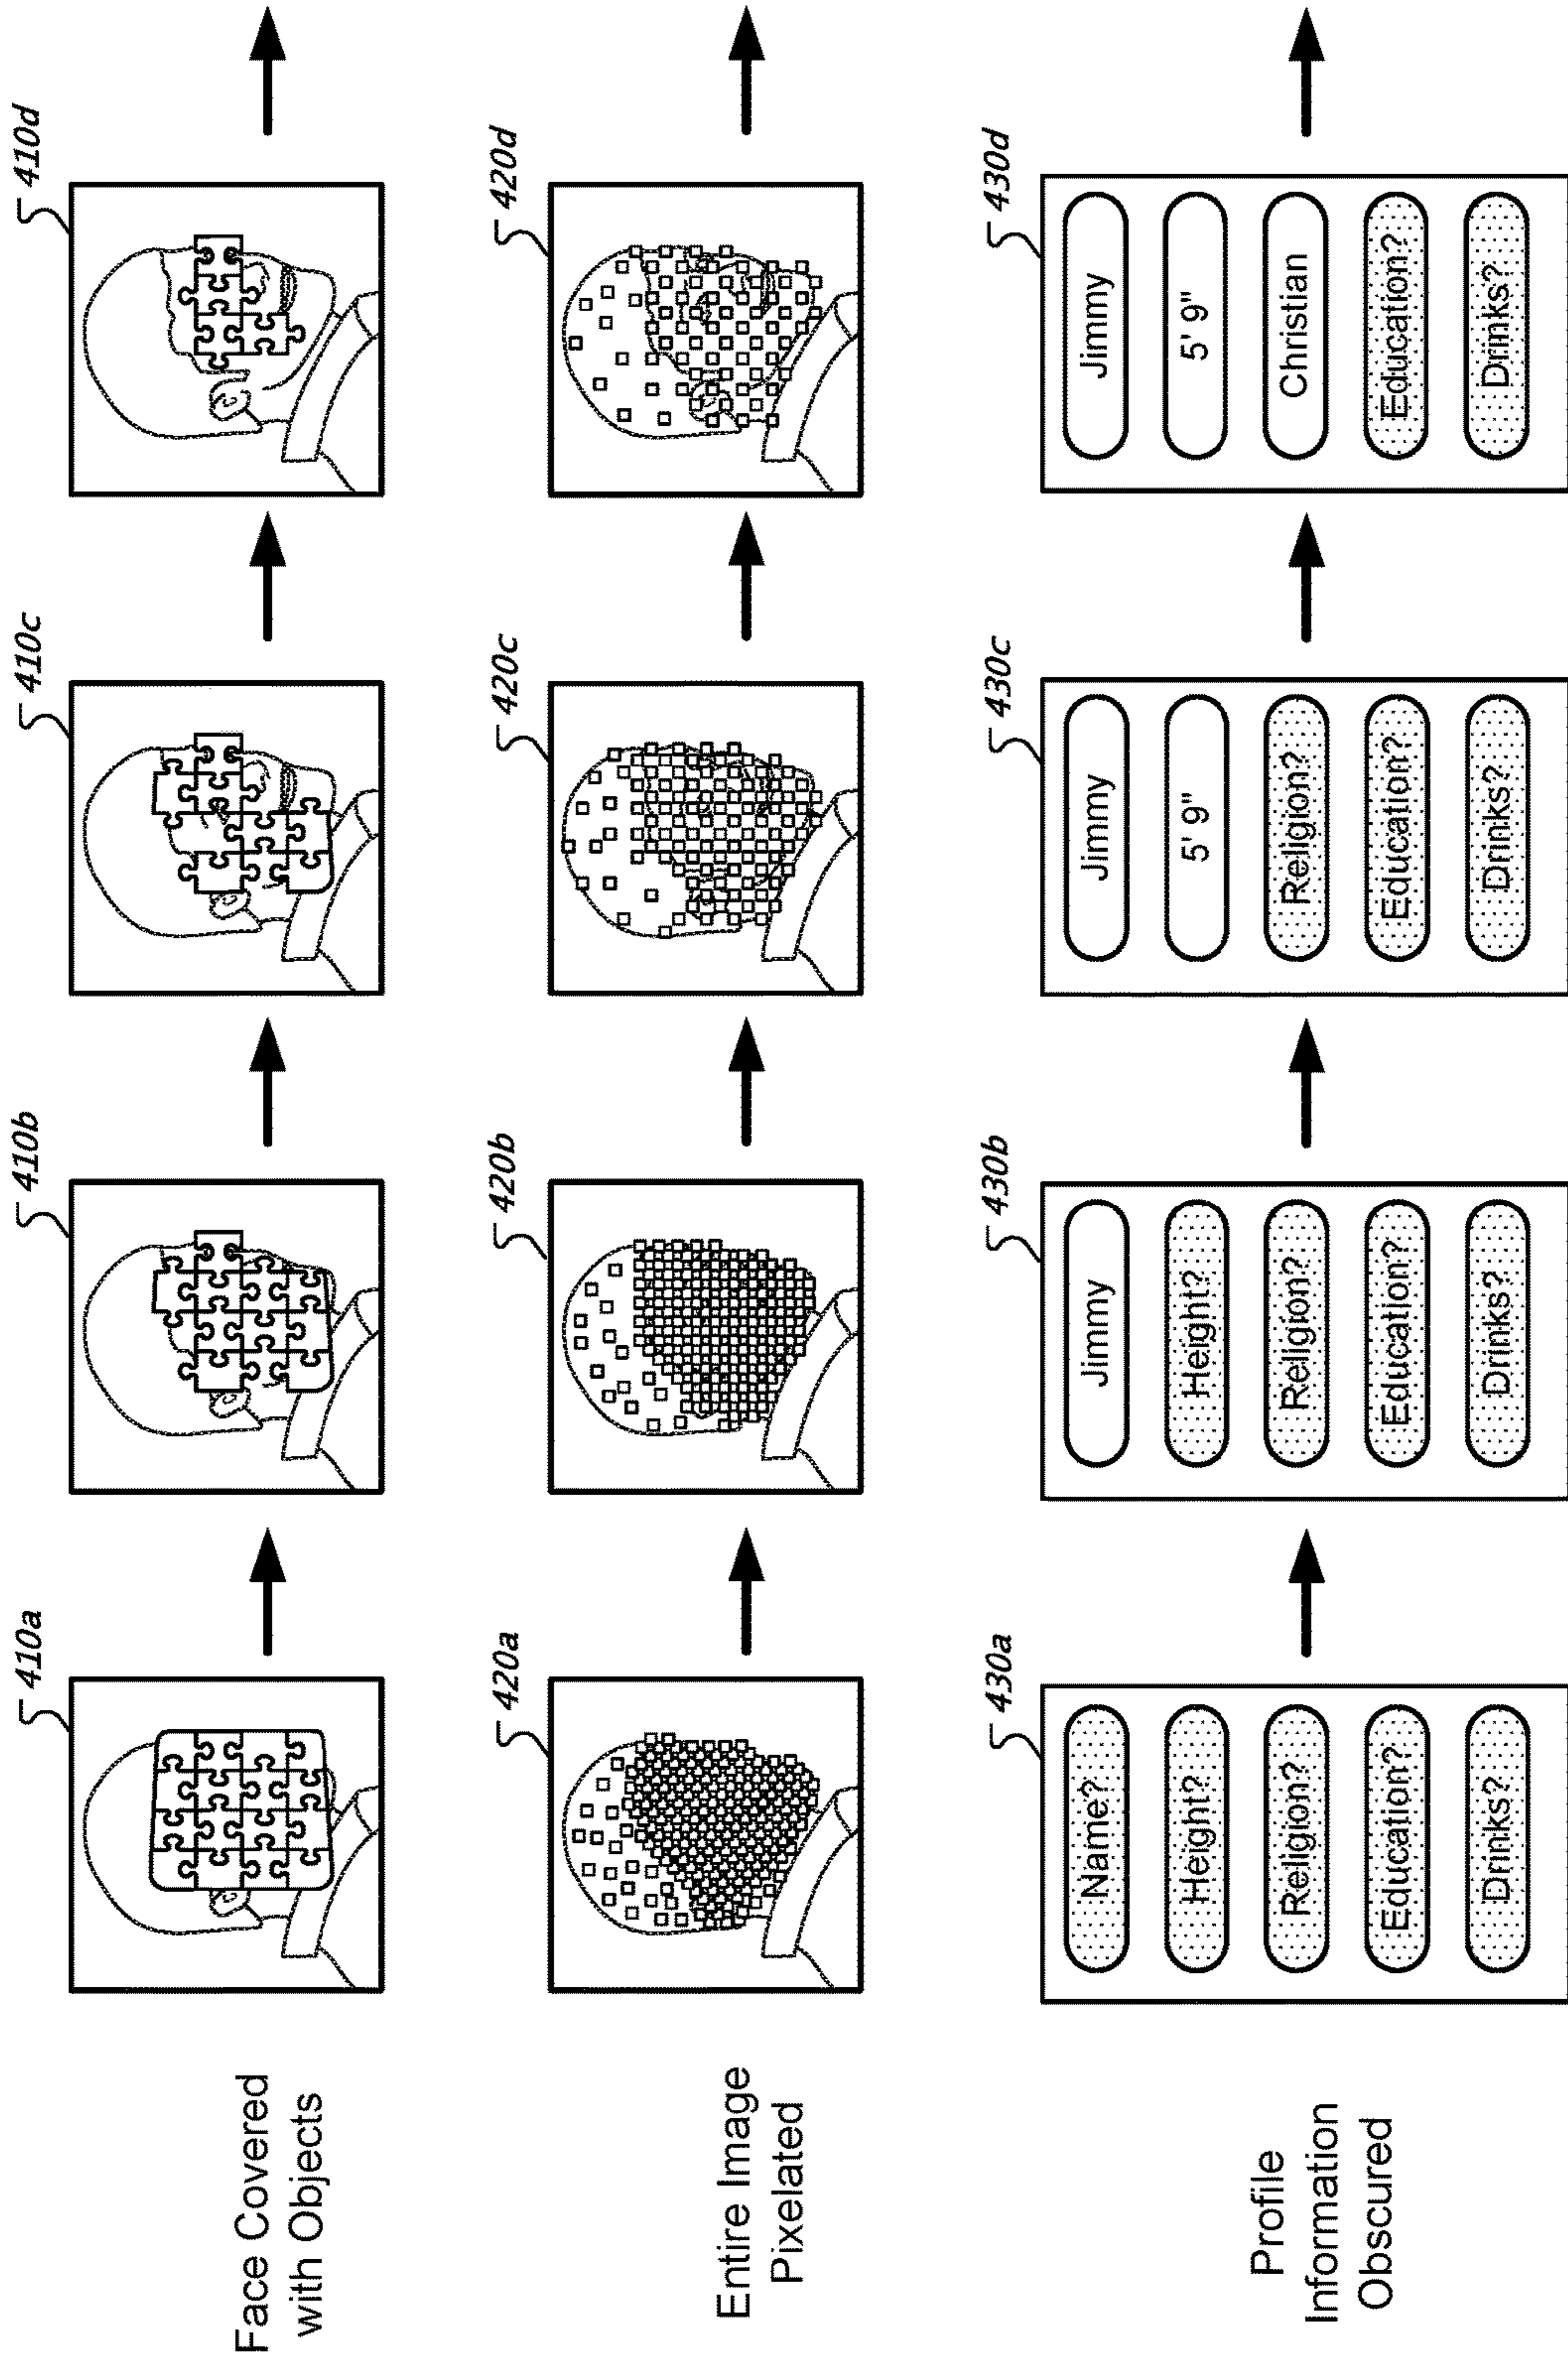 410a
410b
410c
410d
Face Covered
with Objects
420a
420b
420c
420d
Entire Image
Pixelated
430a
430b
430c
430d
Profile
Information
Obscured
Name?
Height?
Religion?
Education?
Drinks?
Jimmy
Height?
Religion?
Education?
Drinks?
Jimmy
5' 9"
Religion?
Education?
Drinks?
Jimmy
5' 9"
Christian
Education?
Drinks?